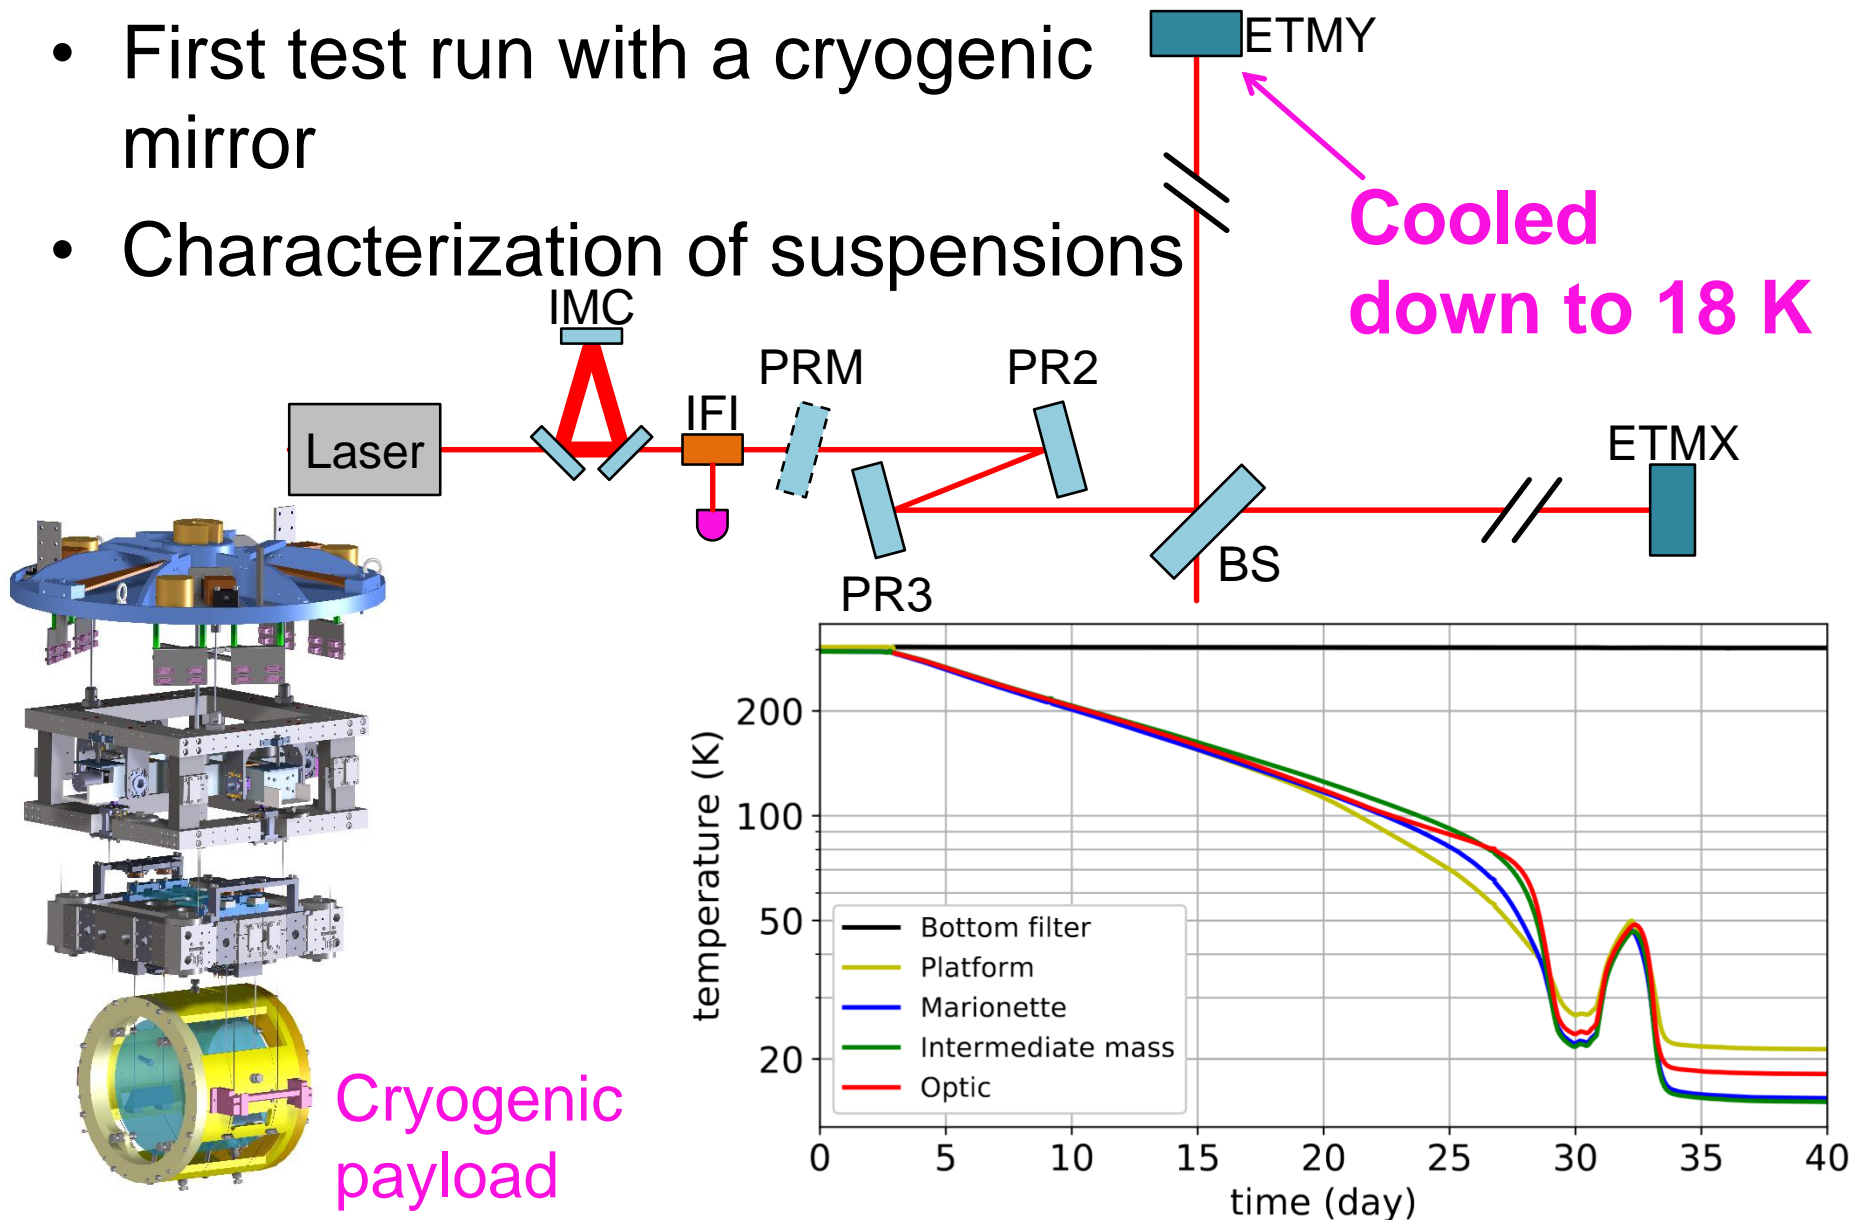 • First test run with a cryogenic
mirror
• Characterization of suspensions
ETMY
Cooled
down to 18 K
IMC
PRM
PR2
IFI
Laser
ETMX
PR3
BS
Cryogenic
payload
temperature (K)
200
100
50
20
Bottom filter
Platform
Marionette
Intermediate mass
Optic
0 5 10 15 20 25 30 35 40
time (day)